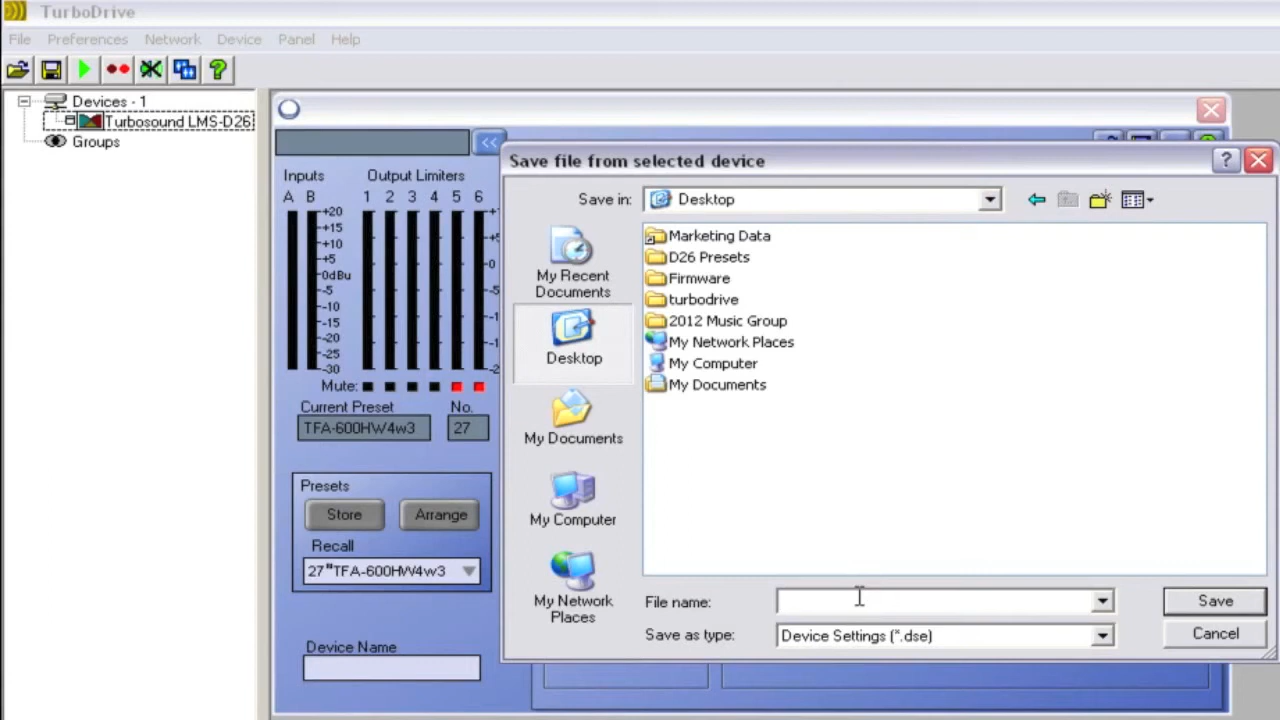 TurboDrive
File Preferences Network Device Panel Help
Devices - 1
Turbosound LMS-D26
Groups
<<
Inputs Output Limiters
A B 1 2 3 4 5 6
+20
+15
+10
+5
0dBu
-5
-10
-15
-20
-25
-30
Mute:
Current Preset No.
TFA-600HW4w3 27
Presets
Store Arrange
Recall
27"TFA-600HW4w3
Device Name
Save file from selected device
Save in: Desktop
My Recent
Documents
Desktop
My Documents
My Computer
My Network
Places
Marketing Data
D26 Presets
Firmware
turbodrive
2012 Music Group
My Network Places
My Computer
My Documents
File name: Save
Save as type: Device Settings (*.dse) Cancel